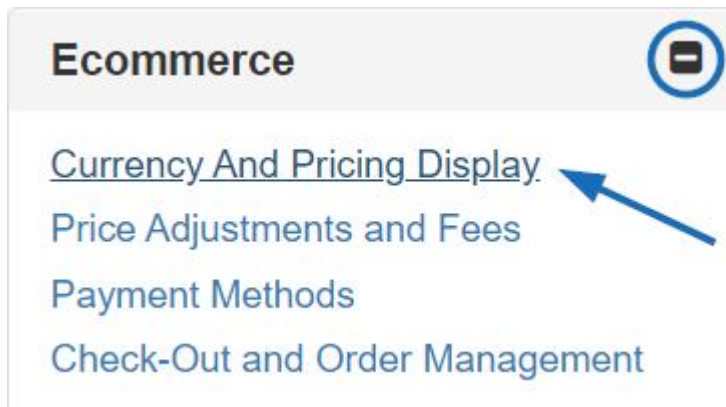 Ecommerce
Currency And Pricing Display
Price Adjustments and Fees
Payment Methods
Check-Out and Order Management